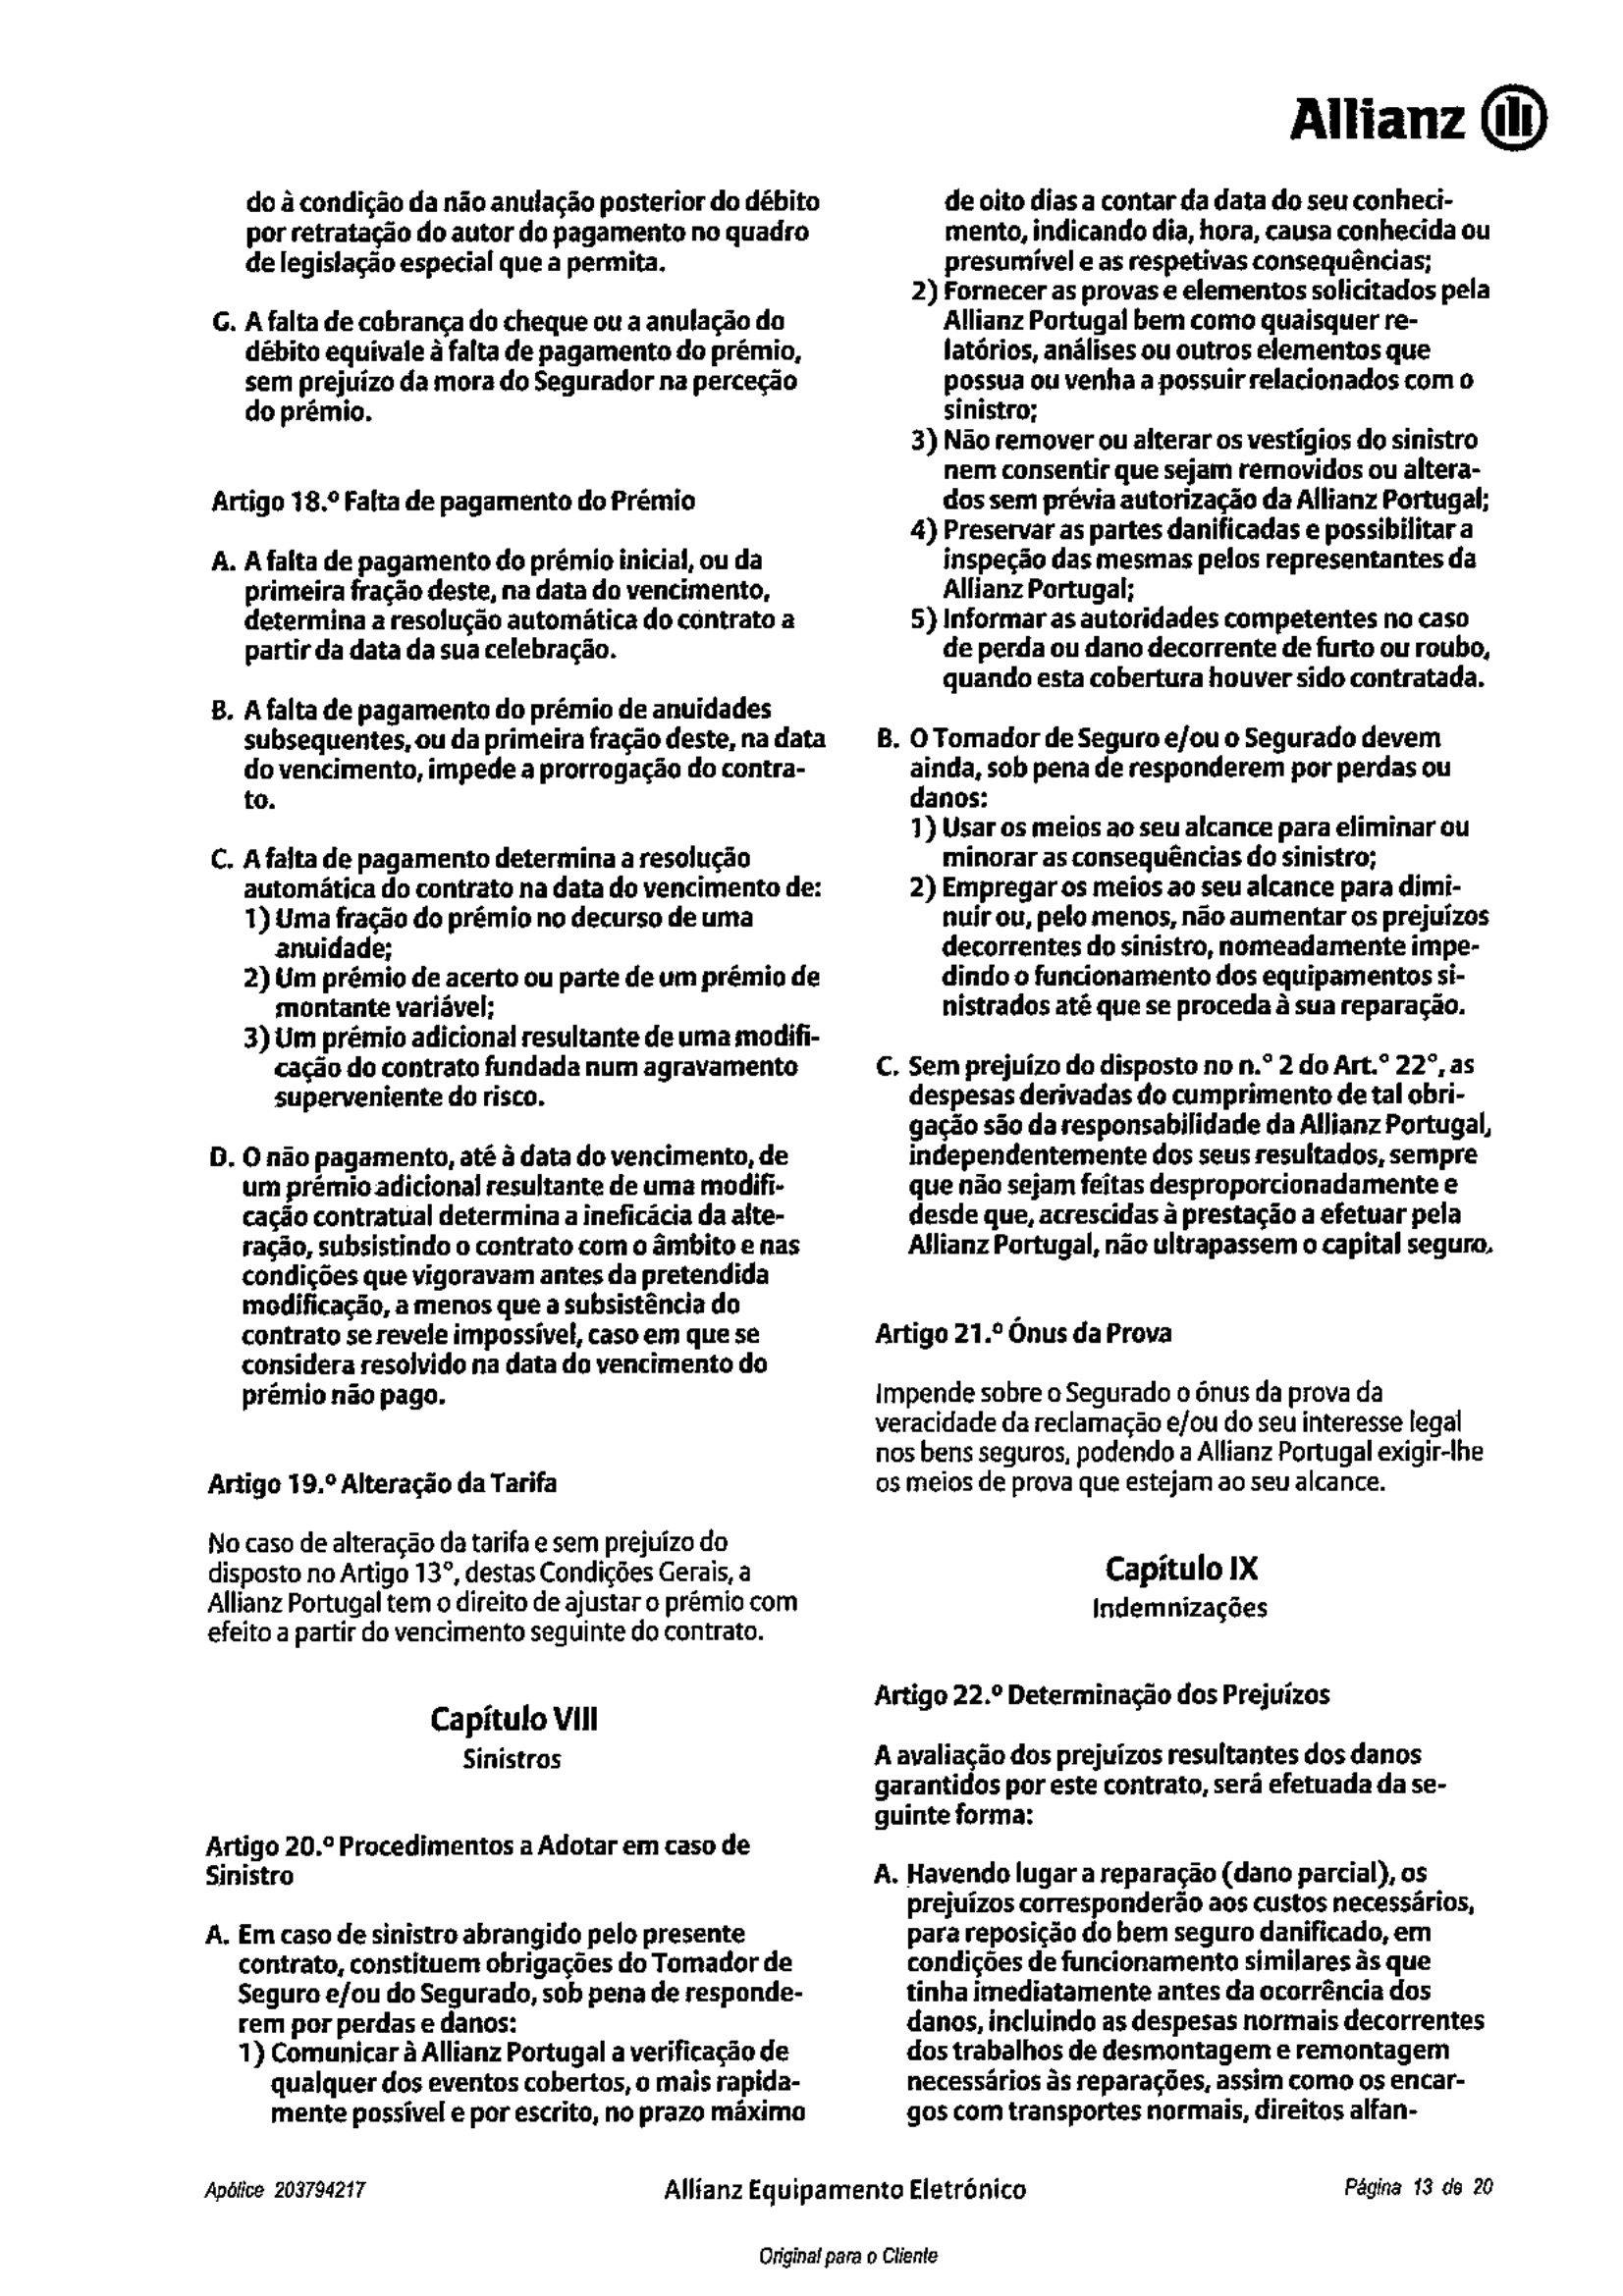 Allianz
do à condição da não anulação posterior do débito
por retratação do autor do pagamento no quadro
de legislação especial que a permita.
G. A falta de cobrança do cheque ou a anulação do
débito equivale à falta de pagamento do prémio,
sem prejuízo da mora do Segurador na perceção
do prémio.
Artigo 18.º Falta de pagamento do Prémio
A. A falta de pagamento do prémio inicial, ou da
primeira fração deste, na data do vencimento,
determina a resolução automática do contrato a
partir da data da sua celebração.
B. A falta de pagamento do prémio de anuidades
subsequentes, ou da primeira fração deste, na data
do vencimento, impede a prorrogação do contra-
to.
C. A falta de pagamento determina a resolução
automática do contrato na data do vencimento de:
1) Uma fração do prémio no decurso de uma
anuidade;
2) Um prémio de acerto ou parte de um prémio de
montante variável;
3) Um prémio adicional resultante de uma modifi-
cação do contrato fundada num agravamento
superveniente do risco.
D. O não pagamento, até à data do vencimento, de
um prémio adicional resultante de uma modifi-
cação contratual determina a ineficácia da alte-
ração, subsistindo o contrato com o âmbito e nas
condições que vigoravam antes da pretendida
modificação, a menos que a subsistência do
contrato se revele impossível, caso em que se
considera resolvido na data do vencimento do
prémio não pago.
Artigo 19.º Alteração da Tarifa
No caso de alteração da tarifa e sem prejuízo do
disposto no Artigo 13º, destas Condições Gerais, a
Allianz Portugal tem o direito de ajustar o prémio com
efeito a partir do vencimento seguinte do contrato.
Capítulo VIII
Sinistros
Artigo 20.º Procedimentos a Adotar em caso de
Sinistro
A. Em caso de sinistro abrangido pelo presente
contrato, constituem obrigações do Tomador de
Seguro e/ou do Segurado, sob pena de responde-
rem por perdas e danos:
1) Comunicar à Allianz Portugal a verificação de
qualquer dos eventos cobertos, o mais rapida-
mente possível e por escrito, no prazo máximo
de oito dias a contar da data do seu conheci-
mento, indicando dia, hora, causa conhecida ou
presumível e as respetivas consequências;
2) Fornecer as provas e elementos solicitados pela
Allianz Portugal bem como quaisquer re-
latórios, análises ou outros elementos que
possua ou venha a possuir relacionados com o
sinistro;
3) Não remover ou alterar os vestígios do sinistro
nem consentir que sejam removidos ou altera-
dos sem prévia autorização da Allianz Portugal;
4) Preservar as partes danificadas e possibilitar a
inspeção das mesmas pelos representantes da
Allianz Portugal;
5) Informar as autoridades competentes no caso
de perda ou dano decorrente de furto ou roubo,
quando esta cobertura houver sido contratada.
B. O Tomador de Seguro e/ou o Segurado devem
ainda, sob pena de responderem por perdas ou
danos:
1) Usar os meios ao seu alcance para eliminar ou
minorar as consequências do sinistro;
2) Empregar os meios ao seu alcance para dimi-
nuir ou, pelo menos, não aumentar os prejuízos
decorrentes do sinistro, nomeadamente impe-
dindo o funcionamento dos equipamentos si-
nistrados até que se proceda à sua reparação.
C. Sem prejuízo do disposto no n.º 2 do Art.º 22º, as
despesas derivadas do cumprimento de tal obri-
gação são da responsabilidade da Allianz Portugal,
independentemente dos seus resultados, sempre
que não sejam feitas desproporcionadamente e
desde que, acrescidas à prestação a efetuar pela
Allianz Portugal, não ultrapassem o capital seguro.
Artigo 21.º Ónus da Prova
Impende sobre o Segurado o ónus da prova da
veracidade da reclamação e/ou do seu interesse legal
nos bens seguros, podendo a Allianz Portugal exigir-lhe
os meios de prova que estejam ao seu alcance.
Capítulo IX
Indemnizações
Artigo 22.º Determinação dos Prejuízos
A avaliação dos prejuízos resultantes dos danos
garantidos por este contrato, será efetuada da se-
guinte forma:
A. Havendo lugar a reparação (dano parcial), os
prejuízos corresponderão aos custos necessários,
para reposição do bem seguro danificado, em
condições de funcionamento similares às que
tinha imediatamente antes da ocorrência dos
danos, incluindo as despesas normais decorrentes
dos trabalhos de desmontagem e remontagem
necessários às reparações, assim como os encar-
gos com transportes normais, direitos alfan-
Apólice 203794217
Allianz Equipamento Eletrónico
Página 13 de 20
Original para o Cliente